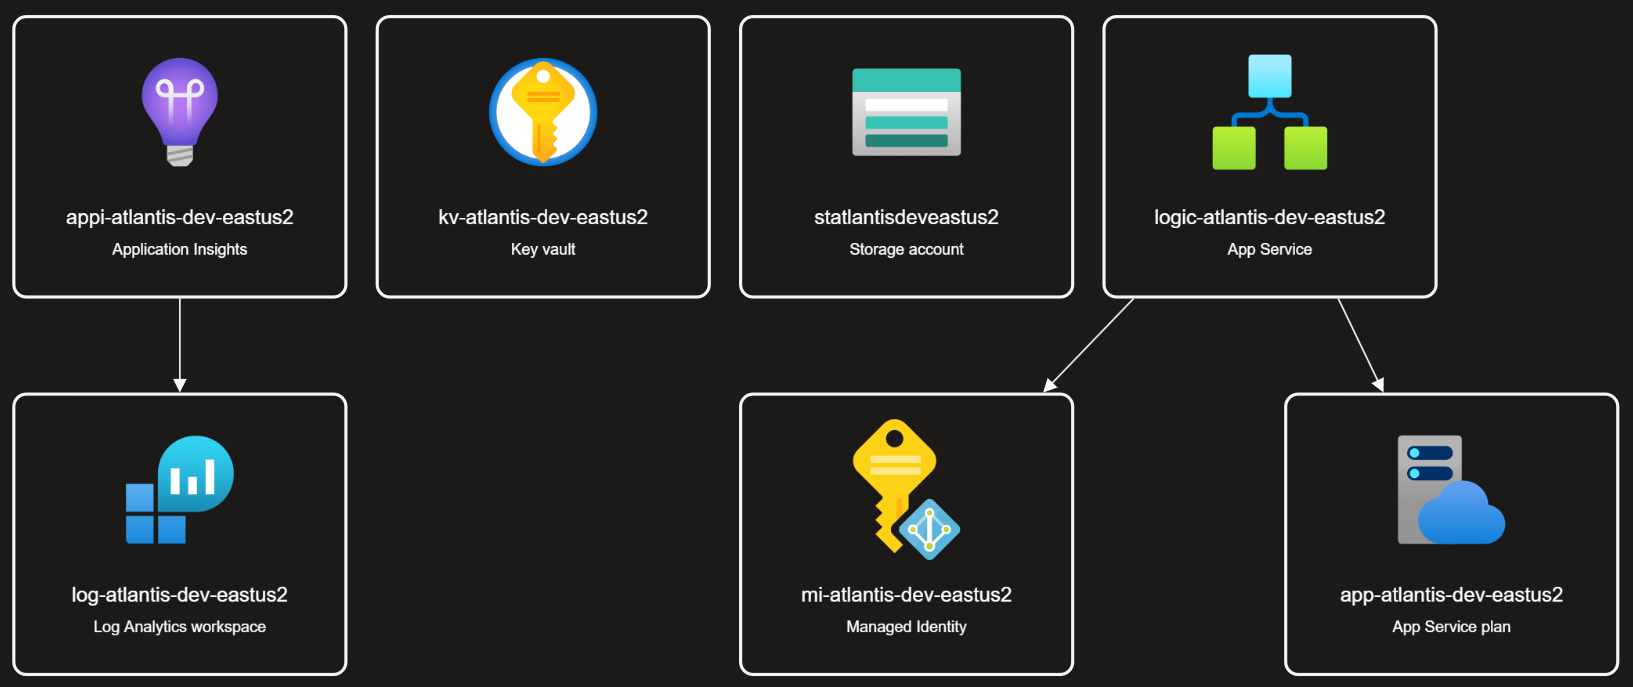 appi-atlantis-dev-eastus2
Application Insights
kv-atlantis-dev-eastus2
Key vault
statlantisdeveastus2
Storage account
logic-atlantis-dev-eastus2
App Service
log-atlantis-dev-eastus2
Log Analytics workspace
mi-atlantis-dev-eastus2
Managed Identity
app-atlantis-dev-eastus2
App Service plan